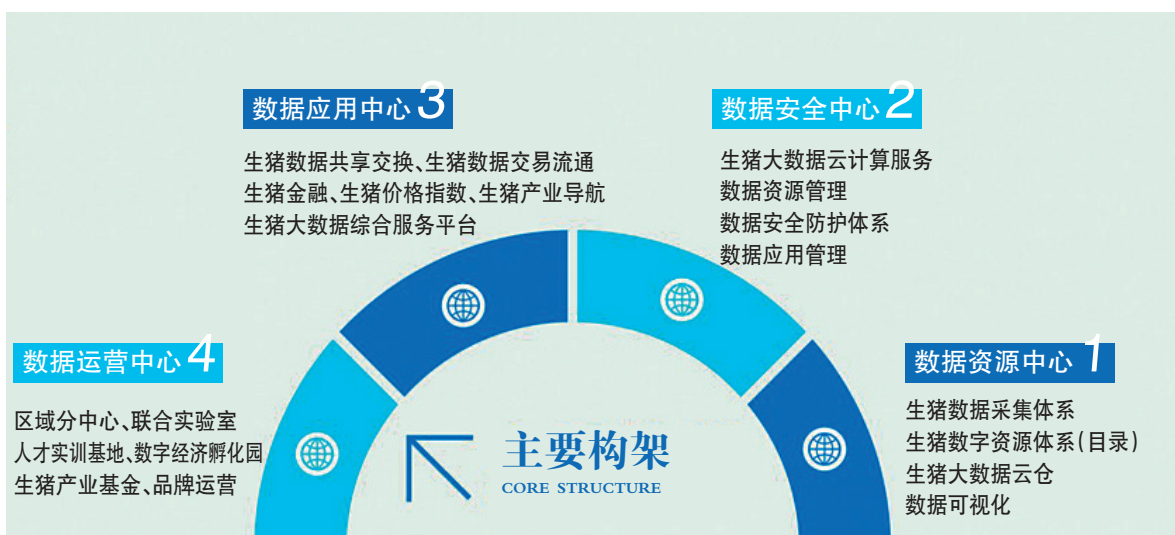 数据应用中心 3
生猪数据共享交换、生猪数据交易流通
生猪金融、生猪价格指数、生猪产业导航
生猪大数据综合服务平台
数据安全中心 2
生猪大数据云计算服务
数据资源管理
数据安全防护体系
数据应用管理
数据运营中心 4
区域分中心、联合实验室
人才实训基地、数字经济孵化园
生猪产业基金、品牌运营
数据资源中心 1
生猪数据采集体系
生猪数字资源体系(目录)
生猪大数据云仓
数据可视化
主要构架
CORE STRUCTURE